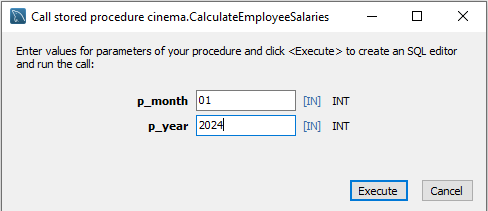 Call stored procedure cinema.CalculateEmployeeSalaries
Enter values for parameters of your procedure and click <Execute> to create an SQL editor
and run the call:
p_month 01 [IN] INT
p_year 2024 [IN] INT
Execute Cancel